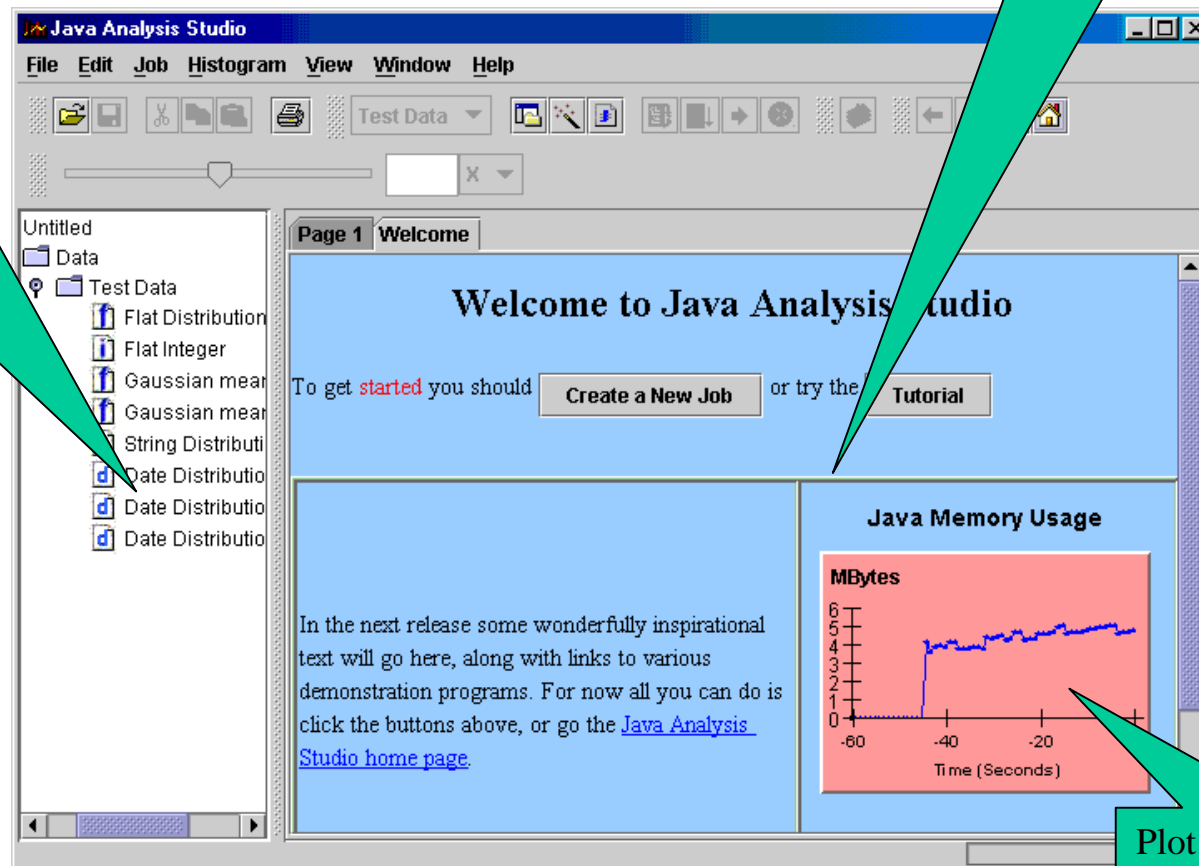 Java Analysis Studio
File Edit Job Histogram View Window Help
Test Data
X
Untitled
Data
Test Data
Flat Distribution
Flat Integer
Gaussian mear
Gaussian mear
String Distributi
Date Distributio
Date Distributio
Date Distributio
Page 1 Welcome
Welcome to Java Analysis Studio
To get started you should Create a New Job or try the Tutorial
In the next release some wonderfully inspirational
text will go here, along with links to various
demonstration programs. For now all you can do is
click the buttons above, or go the Java Analysis
Studio home page.
Java Memory Usage
MBytes
6
5
4
3
2
1
0
-60 -40 -20
Time (Seconds)
Plot